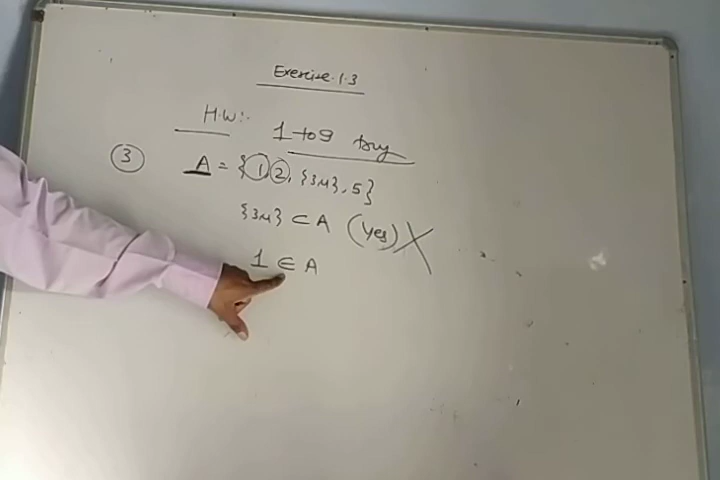 Exercise.1.3
H.W:-
1 to 9 try
③ A = {1, 2, {3,4}, 5}
{3,4} ⊂ A (Yes) X
1 ∈ A